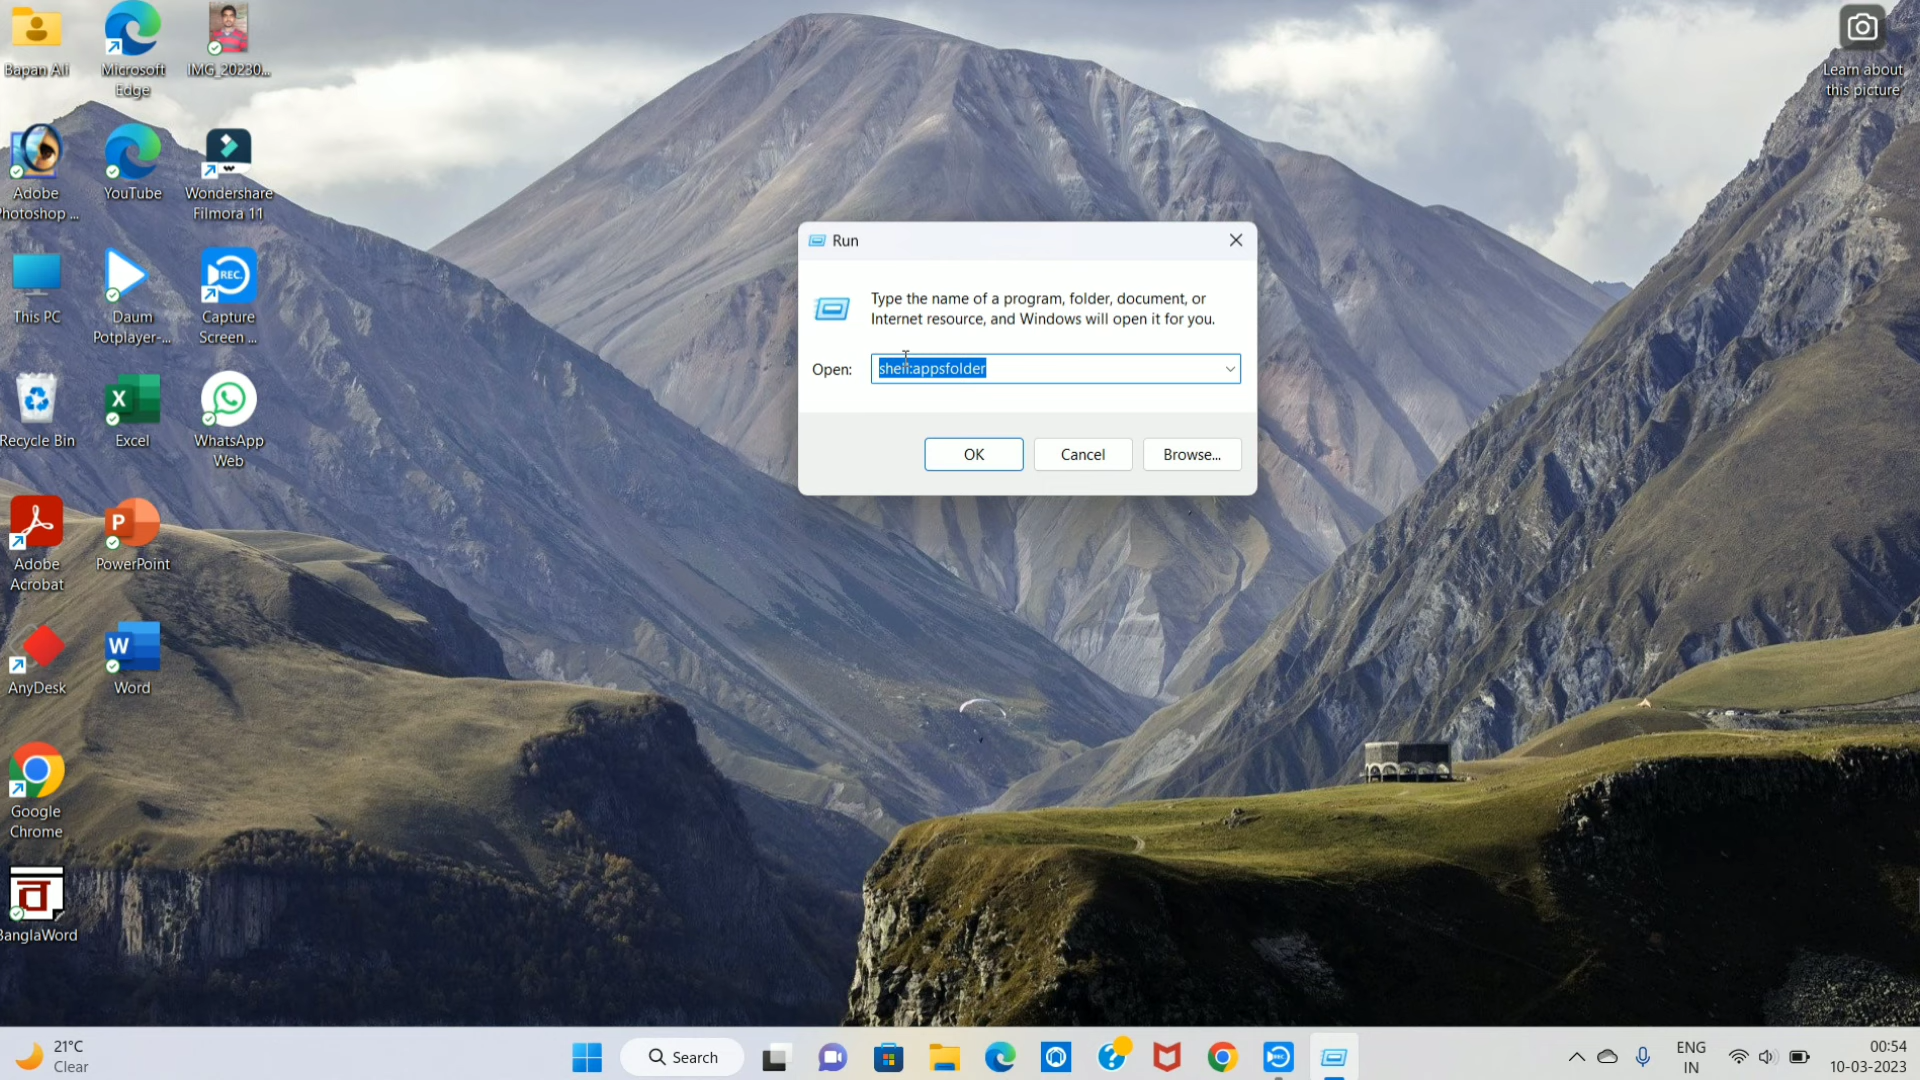 Bapan Ali
Microsoft
Edge
IMG_20230...
Learn about
this picture
Adobe
Photoshop ...
YouTube
Wondershare
Filmora 11
This PC
Daum
Potplayer-...
REC.
Capture
Screen ...
Recycle Bin
Excel
WhatsApp
Web
Adobe
Acrobat
PowerPoint
AnyDesk
Word
Google
Chrome
BanglaWord
Run
Type the name of a program, folder, document, or
Internet resource, and Windows will open it for you.
Open:
shell:appsfolder
OK
Cancel
Browse...
21°C
Clear
Search
ENG
IN
00:54
10-03-2023